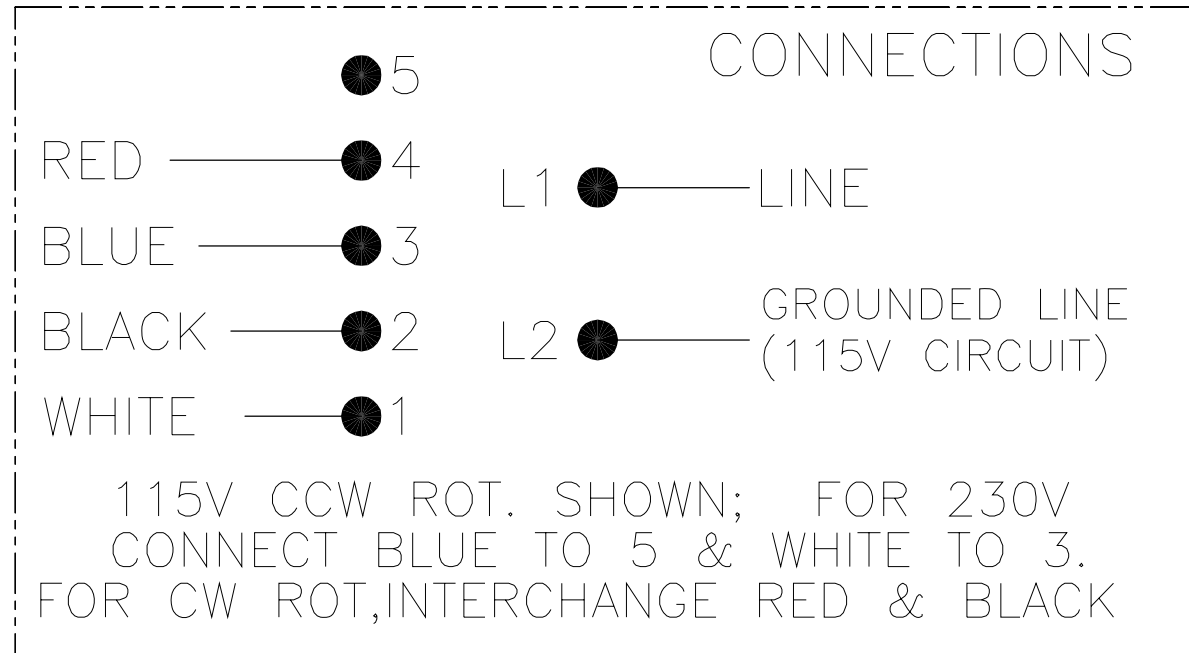 CONNECTIONS
5
RED 4
BLUE 3
BLACK 2
WHITE 1
L1 LINE
L2 GROUNDED LINE
(115V CIRCUIT)
115V CCW ROT. SHOWN; FOR 230V
CONNECT BLUE TO 5 & WHITE TO 3.
FOR CW ROT,INTERCHANGE RED & BLACK